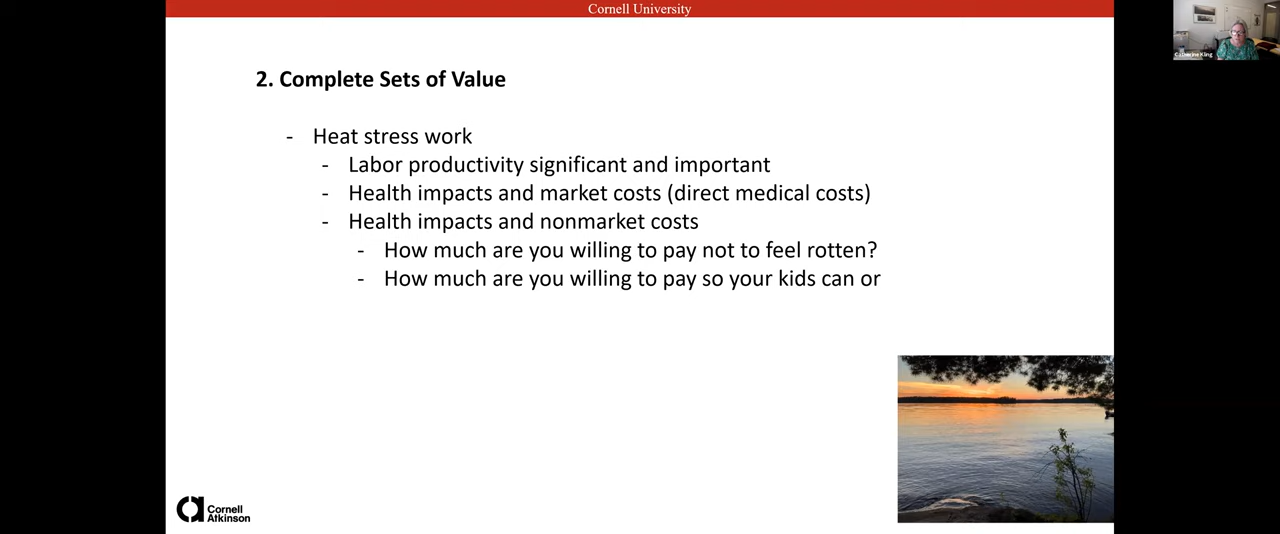 Cornell University
Catherine Kling
2. Complete Sets of Value
- Heat stress work
- Labor productivity significant and important
- Health impacts and market costs (direct medical costs)
- Health impacts and nonmarket costs
- How much are you willing to pay not to feel rotten?
- How much are you willing to pay so your kids can or
Cornell
Atkinson